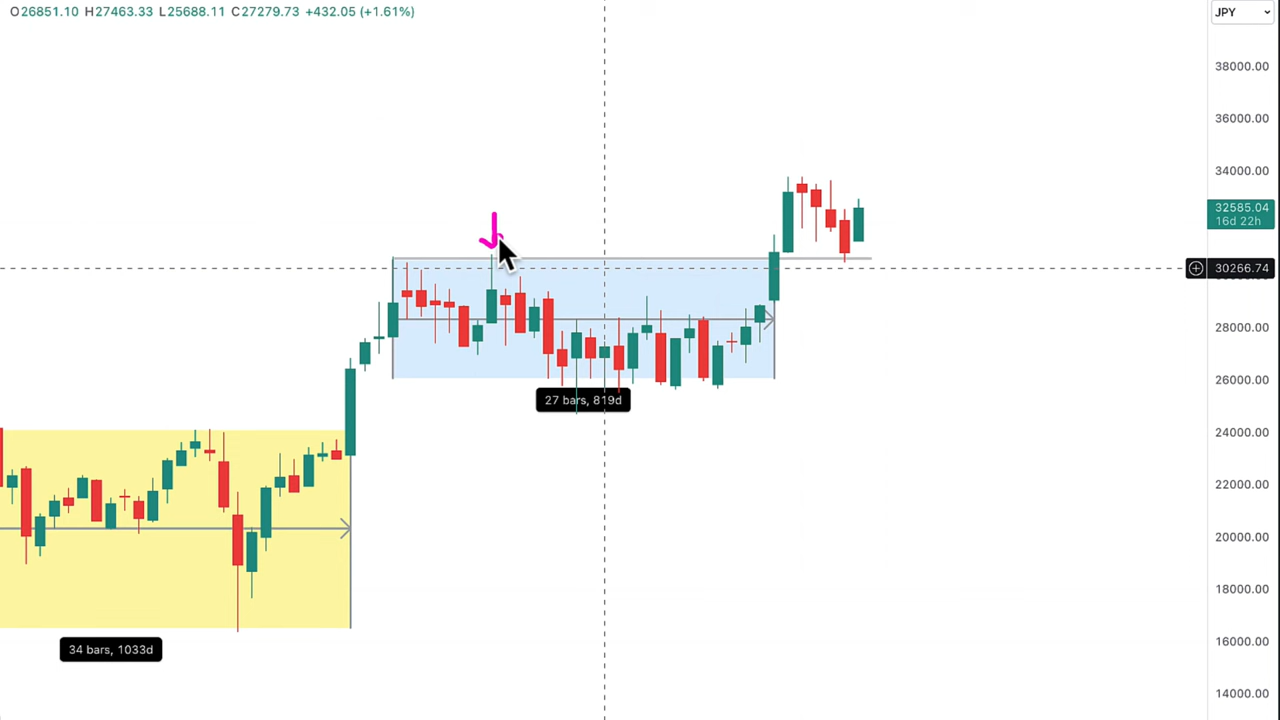 O26851.10 H27463.33 L25688.11 C27279.73 +432.05 (+1.61%)
JPY
38000.00
36000.00
34000.00
32585.04
16d 22h
30266.74
28000.00
27 bars, 819d
26000.00
24000.00
22000.00
20000.00
18000.00
34 bars, 1033d
16000.00
14000.00